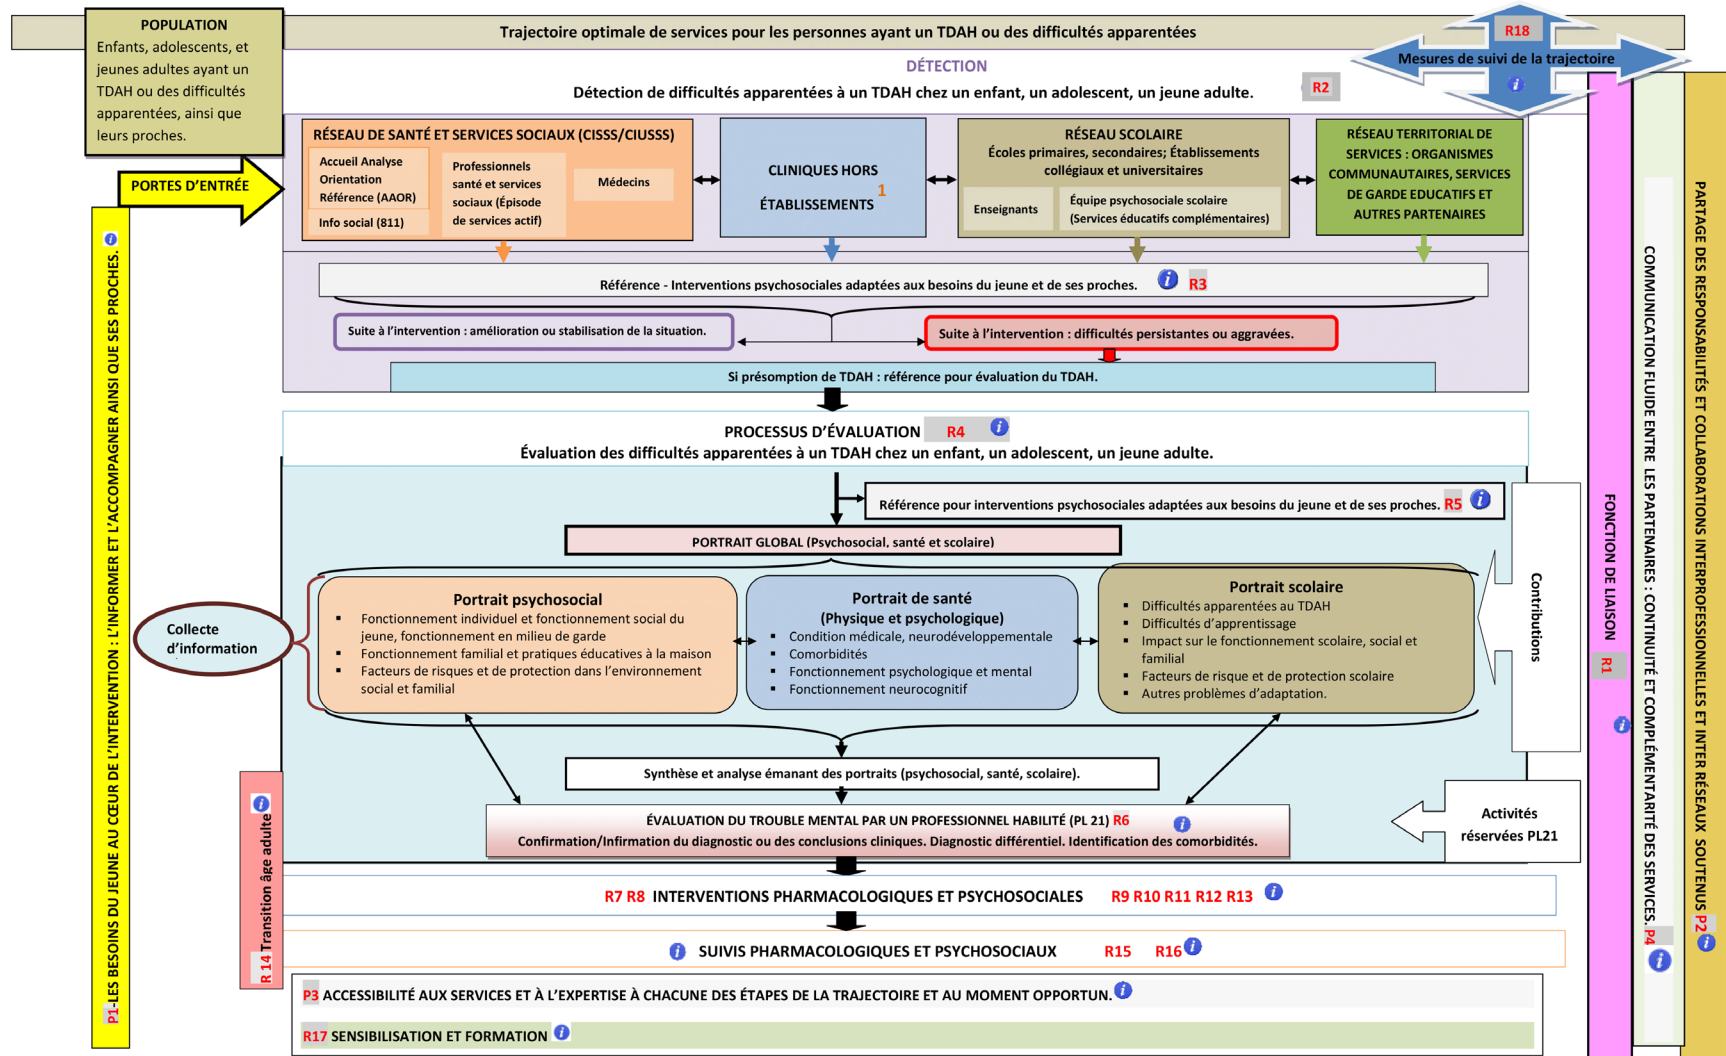 POPULATION
Enfants, adolescents, et
jeunes adultes ayant un
TDAH ou des difficultés
apparentées, ainsi que
leurs proches.
Trajectoire optimale de services pour les personnes ayant un TDAH ou des difficultés apparentées
R18
Mesures de suivi de la trajectoire
i
DÉTECTION
Détection de difficultés apparentées à un TDAH chez un enfant, un adolescent, un jeune adulte. R2
PORTES D'ENTRÉE
RÉSEAU DE SANTÉ ET SERVICES SOCIAUX (CISSS/CIUSSS)
Accueil Analyse
Orientation
Référence (AAOR)
Info social (811)
Professionnels
santé et services
sociaux (Épisode
de services actif)
Médecins
CLINIQUES HORS
ÉTABLISSEMENTS 1
RÉSEAU SCOLAIRE
Écoles primaires, secondaires; Établissements
collégiaux et universitaires
Enseignants
Équipe psychosociale scolaire
(Services éducatifs complémentaires)
RÉSEAU TERRITORIAL DE
SERVICES : ORGANISMES
COMMUNAUTAIRES, SERVICES
DE GARDE EDUCATIFS ET
AUTRES PARTENAIRES
Référence - Interventions psychosociales adaptées aux besoins du jeune et de ses proches. i R3
Suite à l'intervention : amélioration ou stabilisation de la situation.
Suite à l'intervention : difficultés persistantes ou aggravées.
Si présomption de TDAH : référence pour évaluation du TDAH.
PROCESSUS D'ÉVALUATION R4 i
Évaluation des difficultés apparentées à un TDAH chez un enfant, un adolescent, un jeune adulte.
Référence pour interventions psychosociales adaptées aux besoins du jeune et de ses proches. R5 i
PORTRAIT GLOBAL (Psychosocial, santé et scolaire)
Collecte
d'information
Portrait psychosocial
▪ Fonctionnement individuel et fonctionnement social du
jeune, fonctionnement en milieu de garde
▪ Fonctionnement familial et pratiques éducatives à la maison
▪ Facteurs de risques et de protection dans l'environnement
social et familial
Portrait de santé
(Physique et psychologique)
▪ Condition médicale, neurodéveloppementale
▪ Comorbidités
▪ Fonctionnement psychologique et mental
▪ Fonctionnement neurocognitif
Portrait scolaire
▪ Difficultés apparentées au TDAH
▪ Difficultés d'apprentissage
▪ Impact sur le fonctionnement scolaire, social et
familial
▪ Facteurs de risque et de protection scolaire
▪ Autres problèmes d'adaptation.
Contributions
Synthèse et analyse émanant des portraits (psychosocial, santé, scolaire).
ÉVALUATION DU TROUBLE MENTAL PAR UN PROFESSIONNEL HABILITÉ (PL 21) R6 i
Confirmation/Infirmation du diagnostic ou des conclusions cliniques. Diagnostic différentiel. Identification des comorbidités.
Activités
réservées PL21
R7 R8 INTERVENTIONS PHARMACOLOGIQUES ET PSYCHOSOCIALES R9 R10 R11 R12 R13 i
i SUIVIS PHARMACOLOGIQUES ET PSYCHOSOCIAUX R15 R16 i
P3 ACCESSIBILITÉ AUX SERVICES ET À L'EXPERTISE À CHACUNE DES ÉTAPES DE LA TRAJECTOIRE ET AU MOMENT OPPORTUN. i
R17 SENSIBILISATION ET FORMATION i
P1-LES BESOINS DU JEUNE AU CŒUR DE L'INTERVENTION : L'INFORMER ET L'ACCOMPAGNER AINSI QUE SES PROCHES. i
R 14 Transition âge adulte i
FONCTION DE LIAISON R1 i
COMMUNICATION FLUIDE ENTRE LES PARTENAIRES : CONTINUITÉ ET COMPLÉMENTARITÉ DES SERVICES. P4 i
PARTAGE DES RESPONSABILITÉS ET COLLABORATIONS INTERPROFESSIONNELLES ET INTER RÉSEAUX SOUTENUS P2 i